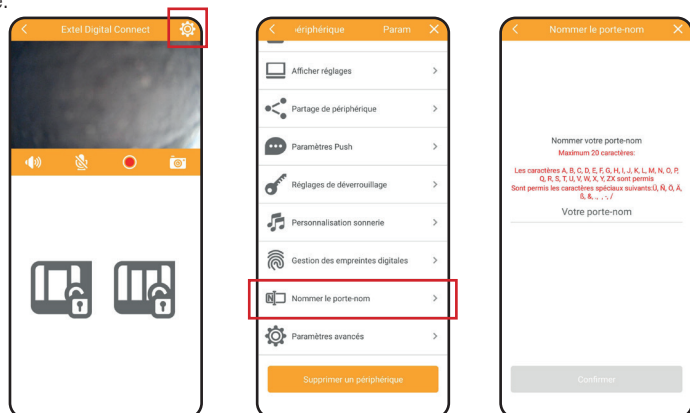 e.
Extel Digital Connect
ériphérique Param
Afficher réglages
Partage de périphérique
Paramètres Push
Réglages de déverrouillage
Personnalisation sonnerie
Gestion des empreintes digitales
Nommer le porte-nom
Paramètres avancés
Supprimer un périphérique
Nommer le porte-nom
Nommer votre porte-nom
Maximum 20 caractères:
Les caractères A, B, C, D, E, F, G, H, I, J, K, L, M, N, O, P,
Q, R, S, T, U, V, W, X, Y, ZX sont permis
Sont permis les caractères spéciaux suivants:Ü, Ñ, Ö, Ä,
ß, &, ., , -, /
Votre porte-nom
Confirmer